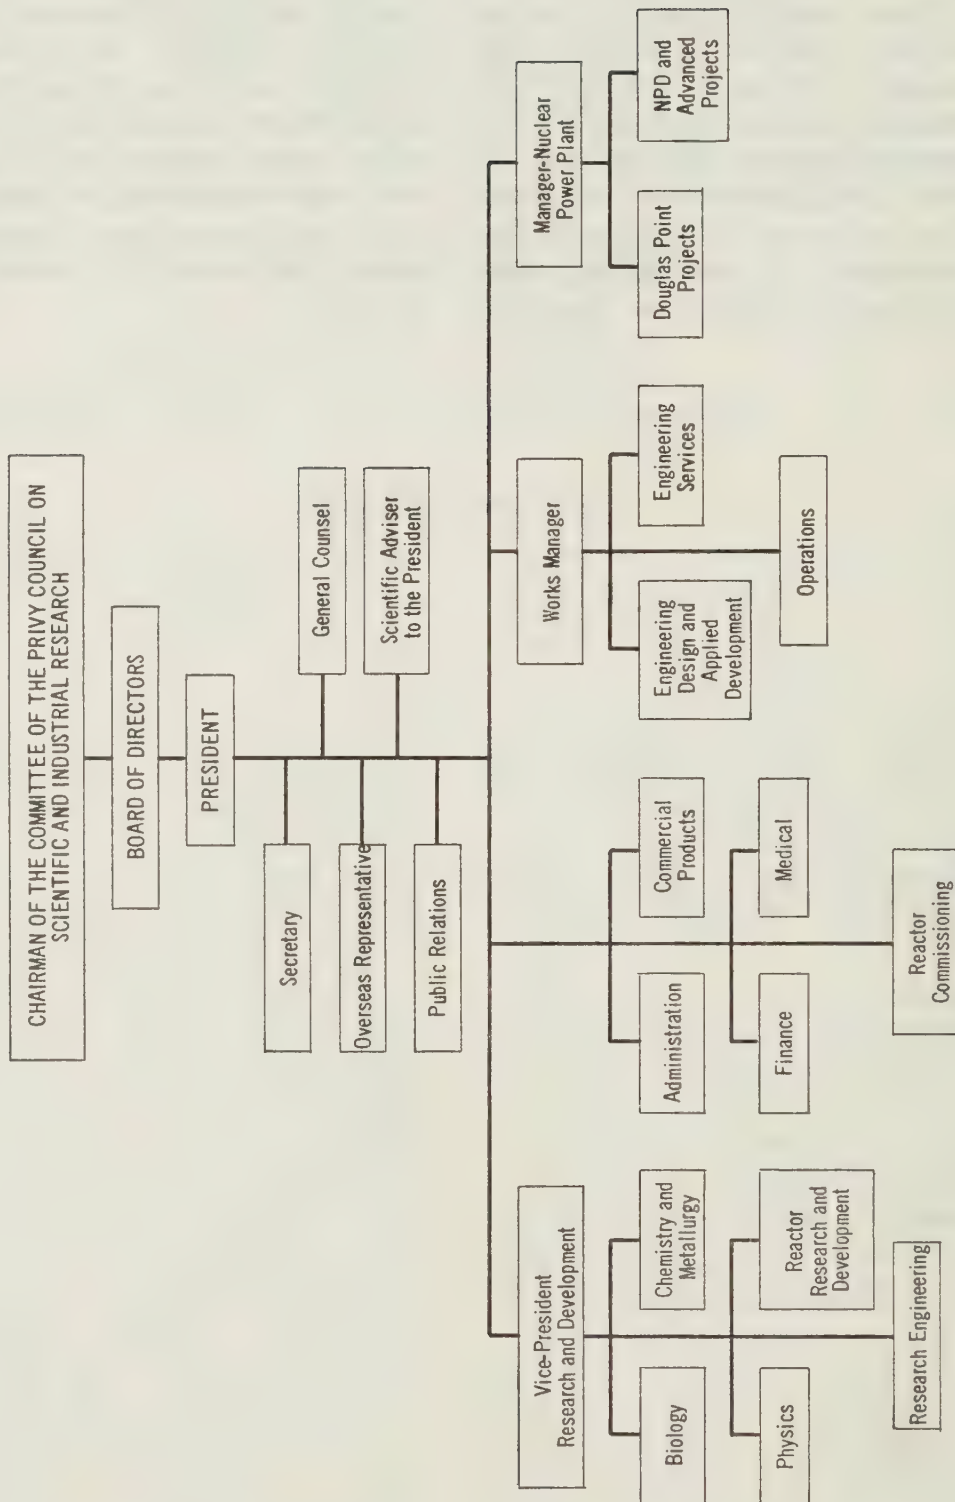 CHAIRMAN OF THE COMMITTEE OF THE PRIVY COUNCIL ON
SCIENTIFIC AND INDUSTRIAL RESEARCH
BOARD OF DIRECTORS
PRESIDENT
Secretary
General Counsel
Overseas Representative
Scientific Adviser
to the President
Public Relations
Vice-President
Research and Development
Biology
Chemistry and
Metallurgy
Physics
Reactor
Research and
Development
Research Engineering
Administration
Commercial
Products
Finance
Medical
Reactor
Commissioning
Works Manager
Engineering
Design and
Applied
Development
Engineering
Services
Operations
Manager-Nuclear
Power Plant
Douglas Point
Projects
NPD and
Advanced
Projects